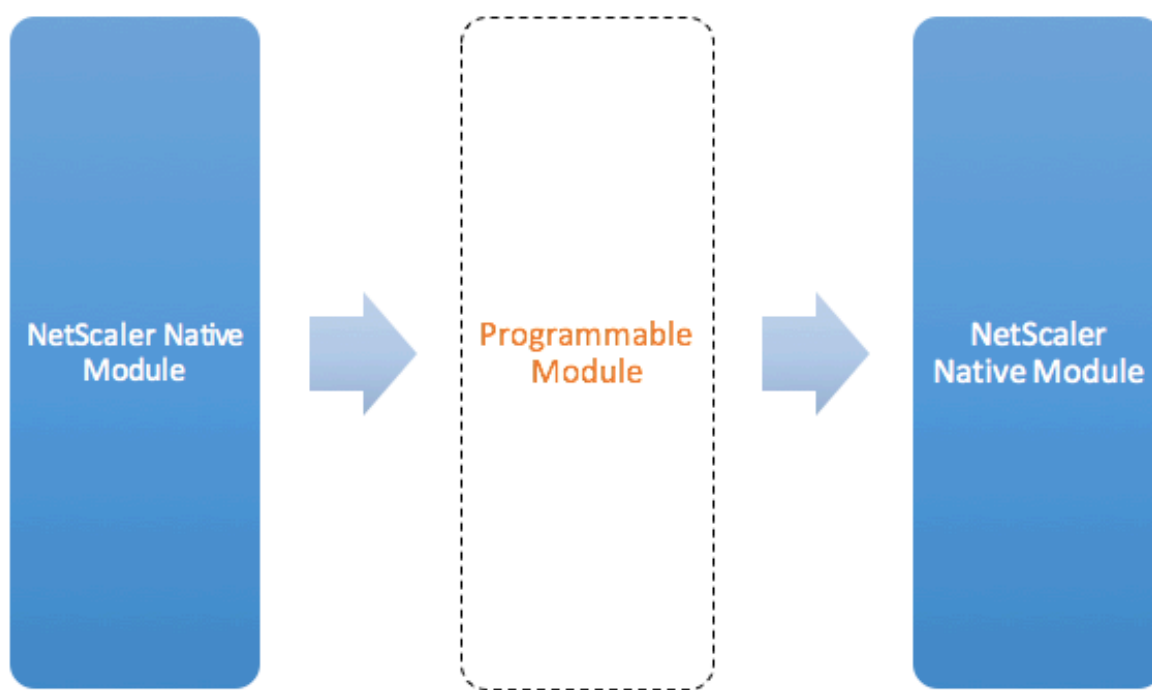 NetScaler Native
Module
Programmable
Module
NetScaler
Native Module